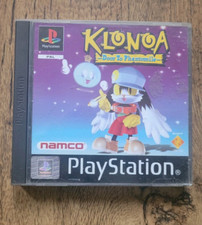 KLONOA
Door To Phantomile
namco
PlayStation